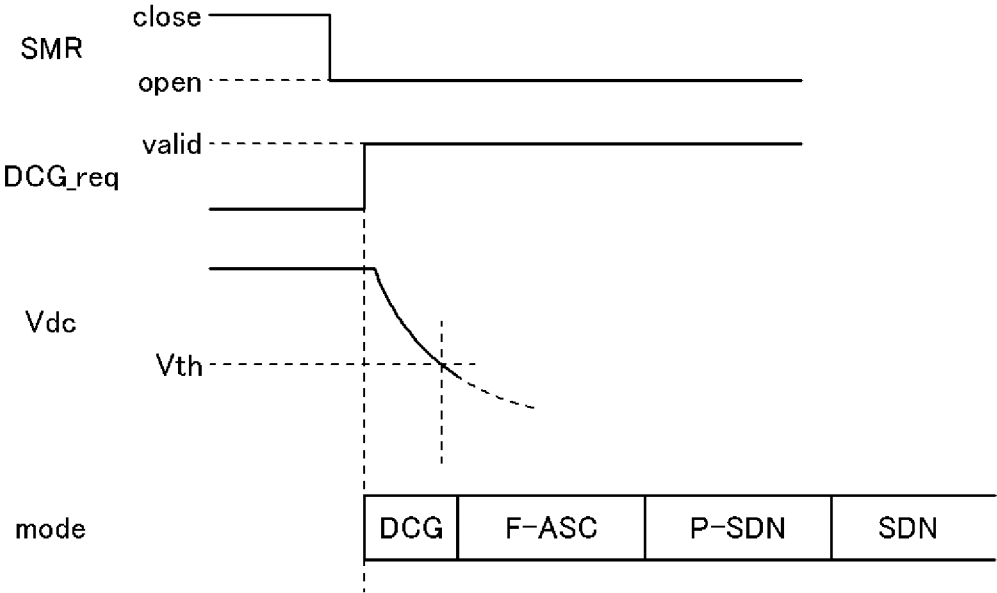 close
SMR
open
valid
DCG_req
Vdc
Vth
mode DCG F-ASC P-SDN SDN